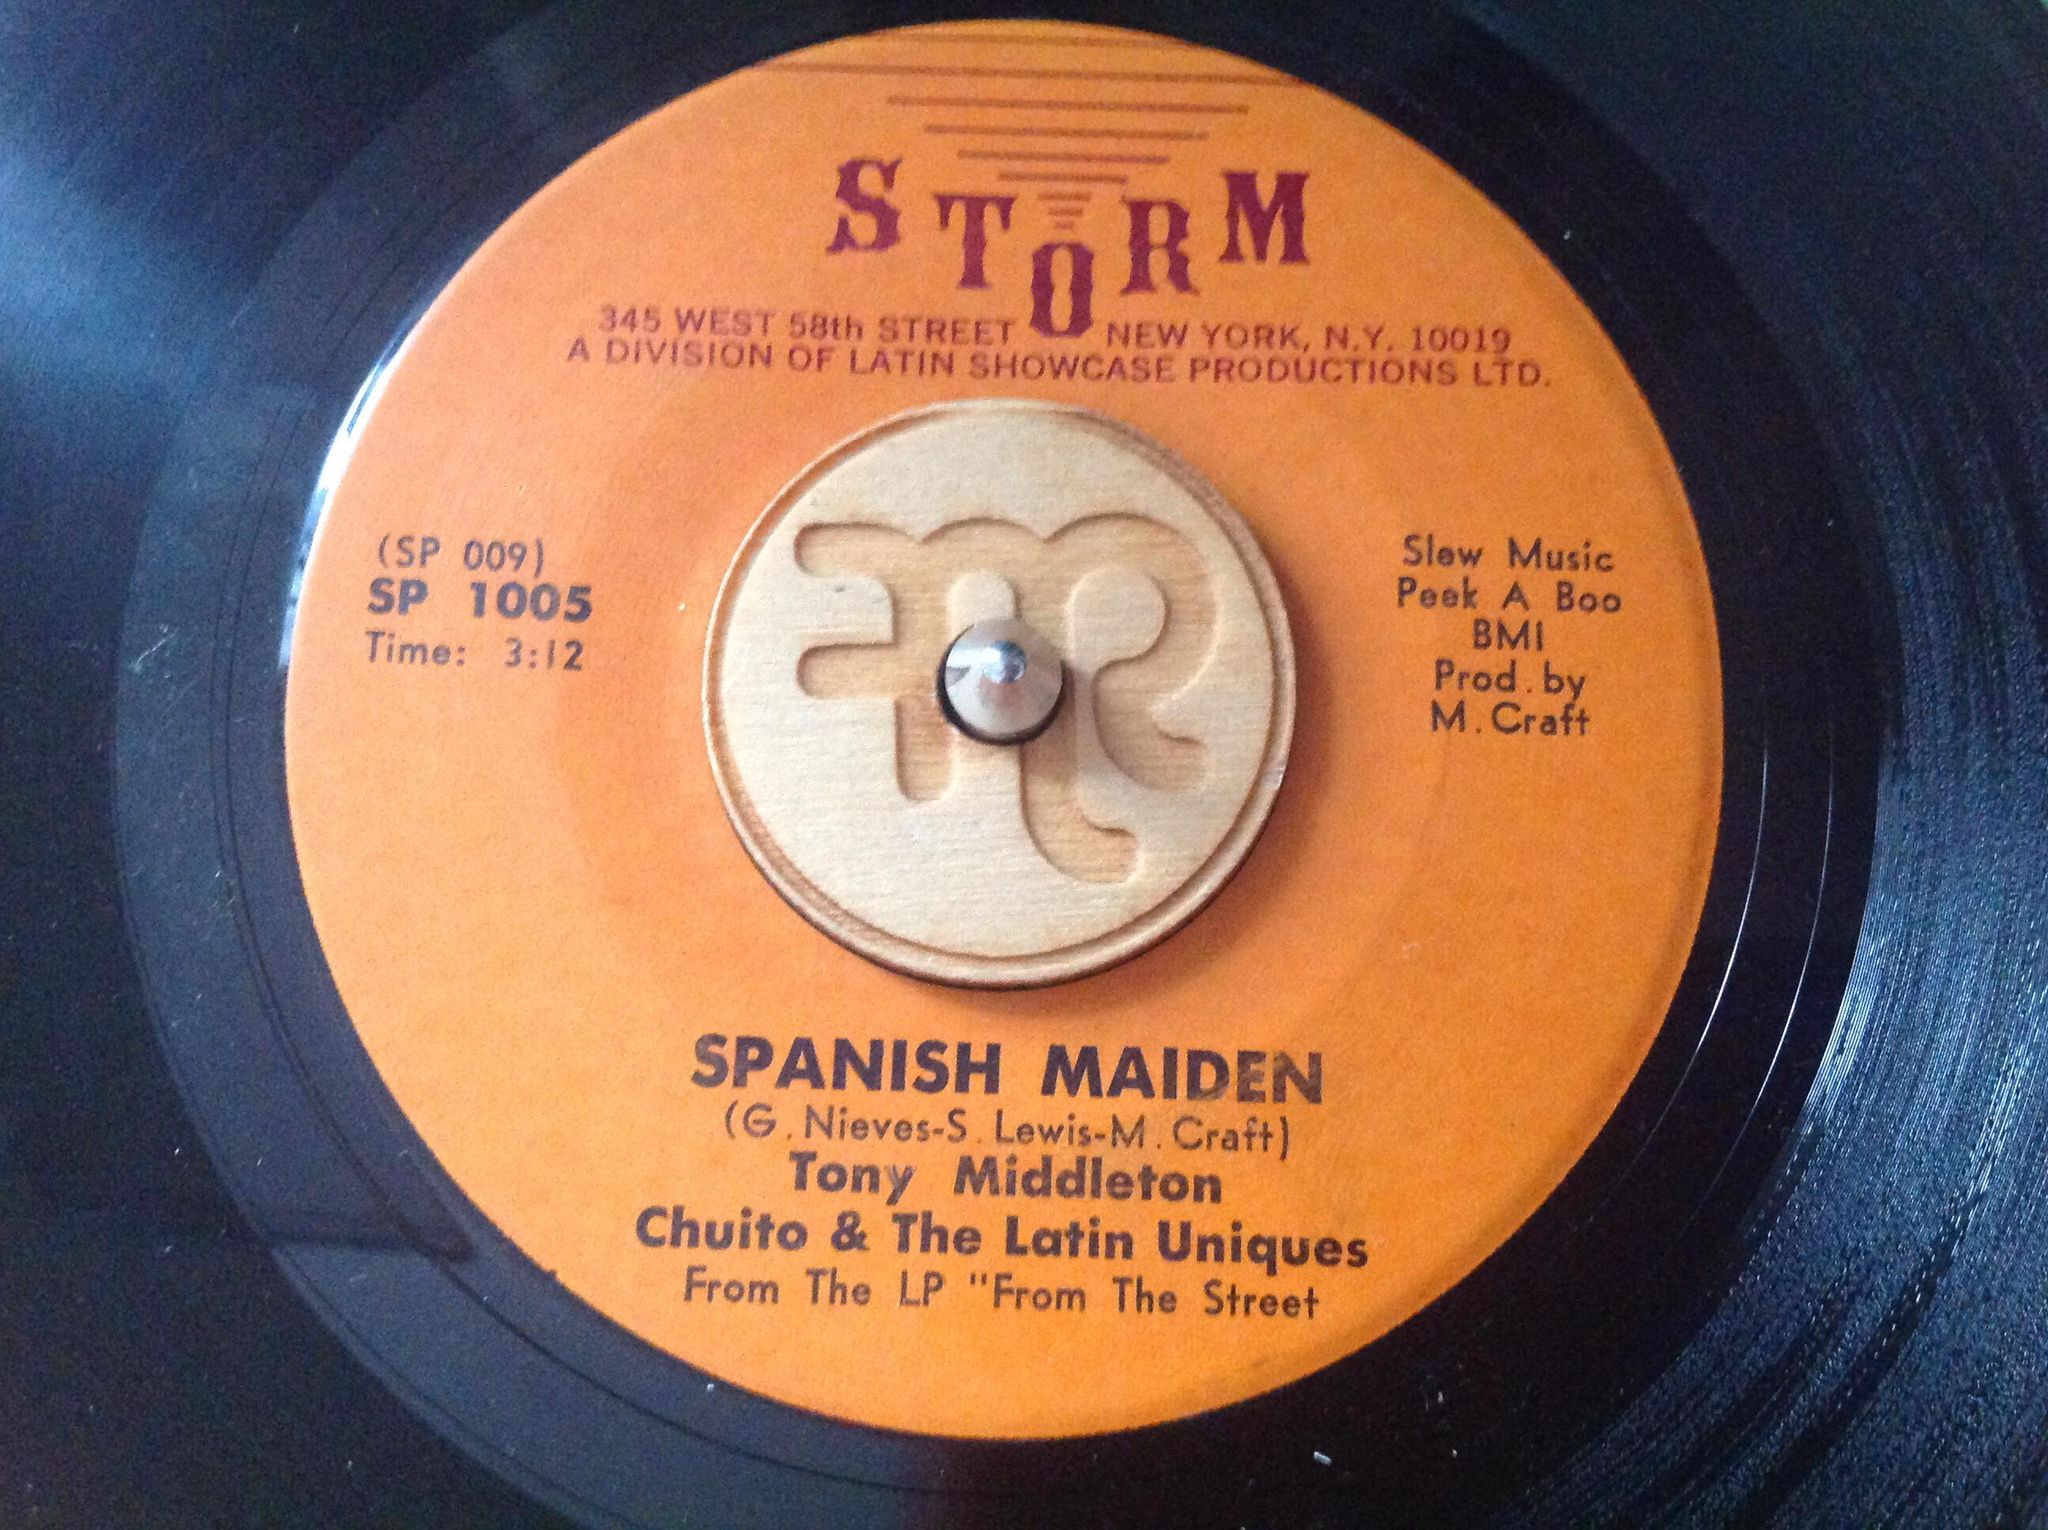 STORM
345 WEST 58th STREET NEW YORK, N.Y. 10019
A DIVISION OF LATIN SHOWCASE PRODUCTIONS LTD.
(SP 009)
SP 1005
Time: 3:12
Slew Music
Peek A Boo
BMI
Prod. by
M. Craft
SPANISH MAIDEN
(G. Nieves-S. Lewis-M. Craft)
Tony Middleton
Chuito & The Latin Uniques
From The LP "From The Street